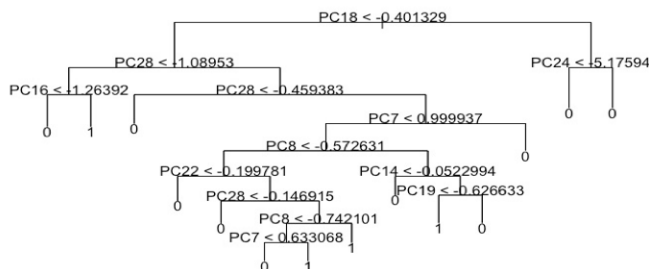 PC18 < -0.401329
PC28 < -1.08953
PC24 < -5.17594
PC16 < -1.26392
PC28 < -0.459383
0
0
0
1
0
PC7 < 0.999937
PC8 < -0.572631
0
PC22 < -0.199781
PC14 < -0.0522994
PC28 < -0.146915
PC19 < -0.626633
0
0
PC8 < -0.742101
0
1
0
PC7 < 0.633068
1
0
1